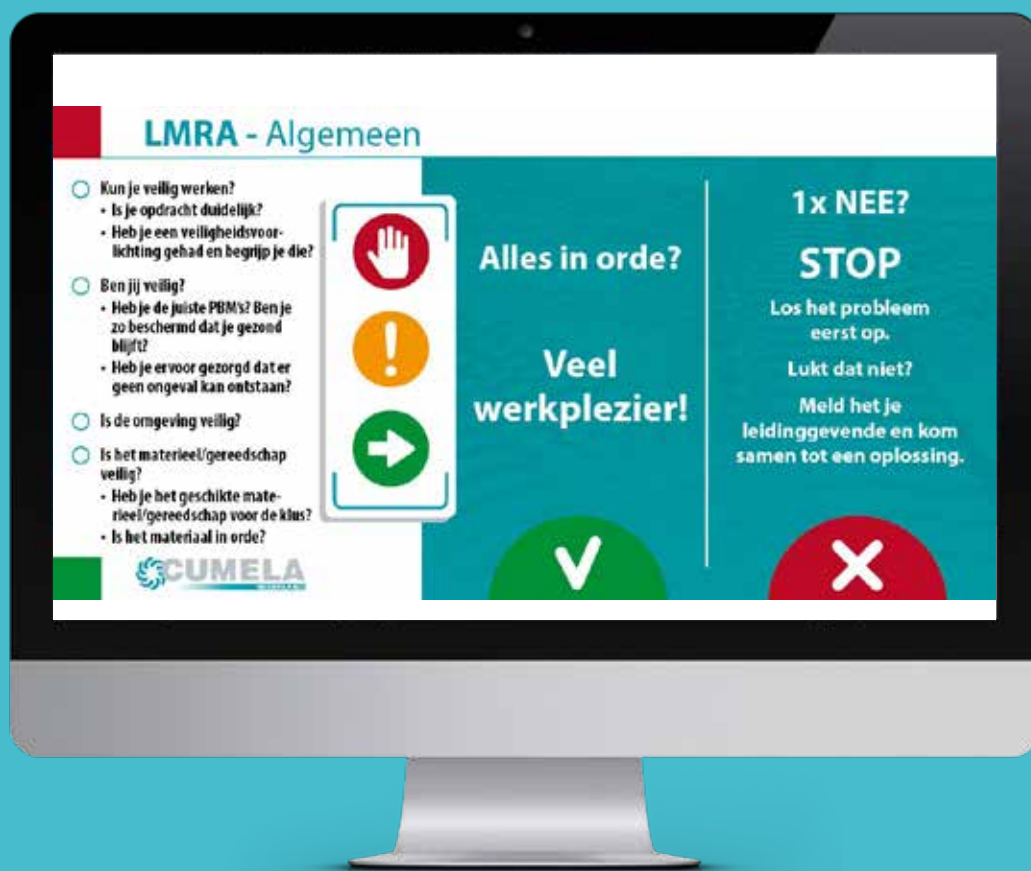 LMRA - Algemeen
Kun je veilig werken?
• Is je opdracht duidelijk?
• Heb je een veiligheidsvoor-
lichting gehad en begrijp je die?
Ben jij veilig?
• Heb je de juiste PBM's? Ben je
zo beschermd dat je gezond
blijft?
• Heb je ervoor gezorgd dat er
geen ongeval kan ontstaan?
Is de omgeving veilig?
Is het materieel/gereedschap
veilig?
• Heb je het geschikte mate-
rieel/gereedschap voor de klus?
• Is het materiaal in orde?
CUMELA
Alles in orde?
Veel
werkplezier!
1x NEE?
STOP
Los het probleem
eerst op.
Lukt dat niet?
Meld het je
leidinggevende en kom
samen tot een oplossing.